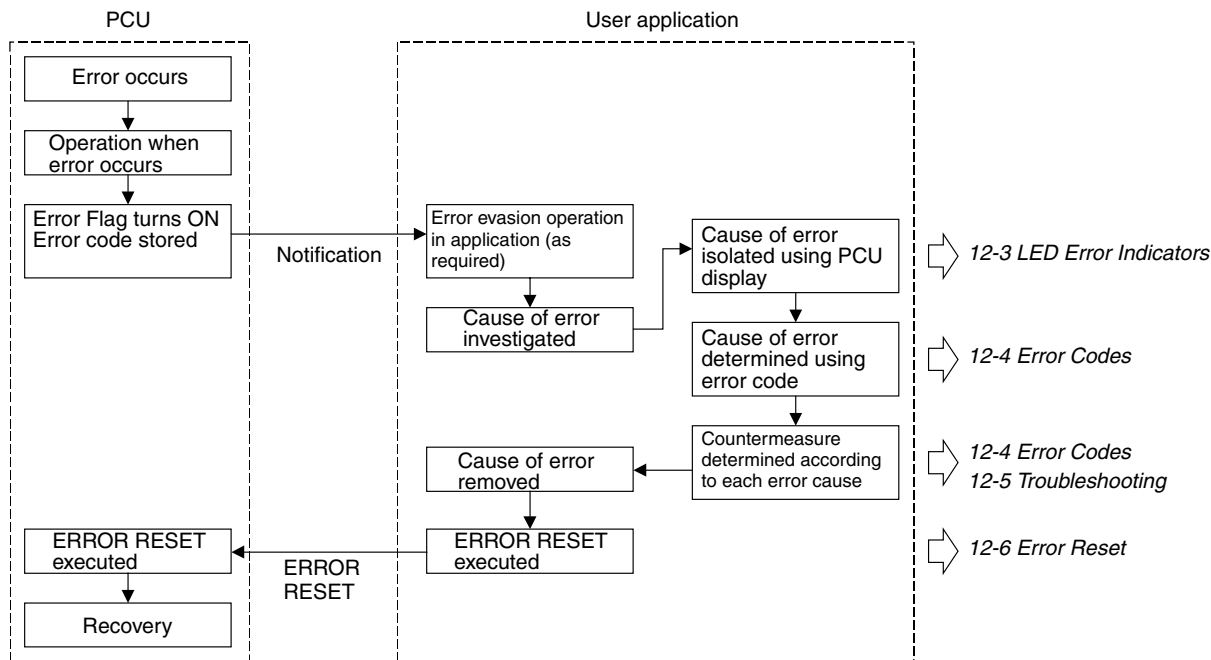 PCU
User application
Error occurs
Operation when
error occurs
Error Flag turns ON
Error code stored
Notification
Error evasion operation
in application (as
required)
Cause of error
investigated
Cause of error
isolated using PCU
display
12-3 LED Error Indicators
Cause of error
determined using
error code
12-4 Error Codes
Countermeasure
determined according
to each error cause
12-4 Error Codes
12-5 Troubleshooting
Cause of error
removed
ERROR RESET
executed
12-6 Error Reset
ERROR
RESET
ERROR RESET
executed
Recovery